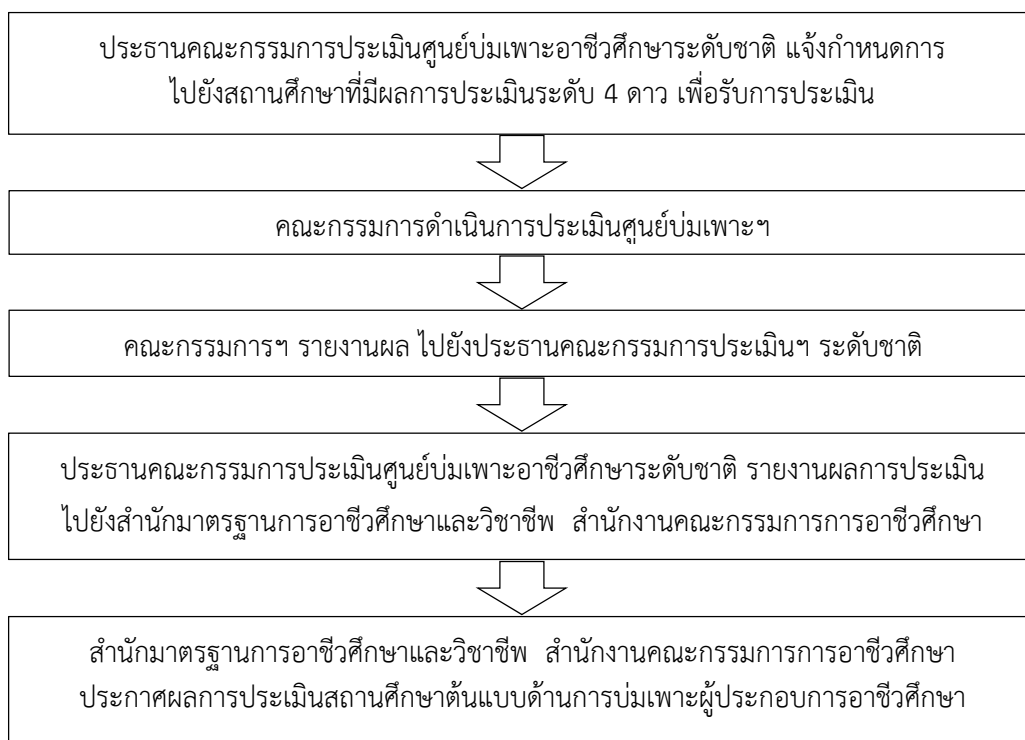 ประธานคณะกรรมการประเมินศูนย์บ่มเพาะอาชีวศึกษาระดับชาติ แจ้งกำหนดการ
ไปยังสถานศึกษาที่มีผลการประเมินระดับ 4 ดาว เพื่อรับการประเมิน
คณะกรรมการดำเนินการประเมินศูนย์บ่มเพาะฯ
คณะกรรมการฯ รายงานผล ไปยังประธานคณะกรรมการประเมินฯ ระดับชาติ
ประธานคณะกรรมการประเมินศูนย์บ่มเพาะอาชีวศึกษาระดับชาติ รายงานผลการประเมิน
ไปยังสำนักมาตรฐานการอาชีวศึกษาและวิชาชีพ สำนักงานคณะกรรมการการอาชีวศึกษา
สำนักมาตรฐานการอาชีวศึกษาและวิชาชีพ สำนักงานคณะกรรมการการอาชีวศึกษา
ประกาศผลการประเมินสถานศึกษาต้นแบบด้านการบ่มเพาะผู้ประกอบการอาชีวศึกษา